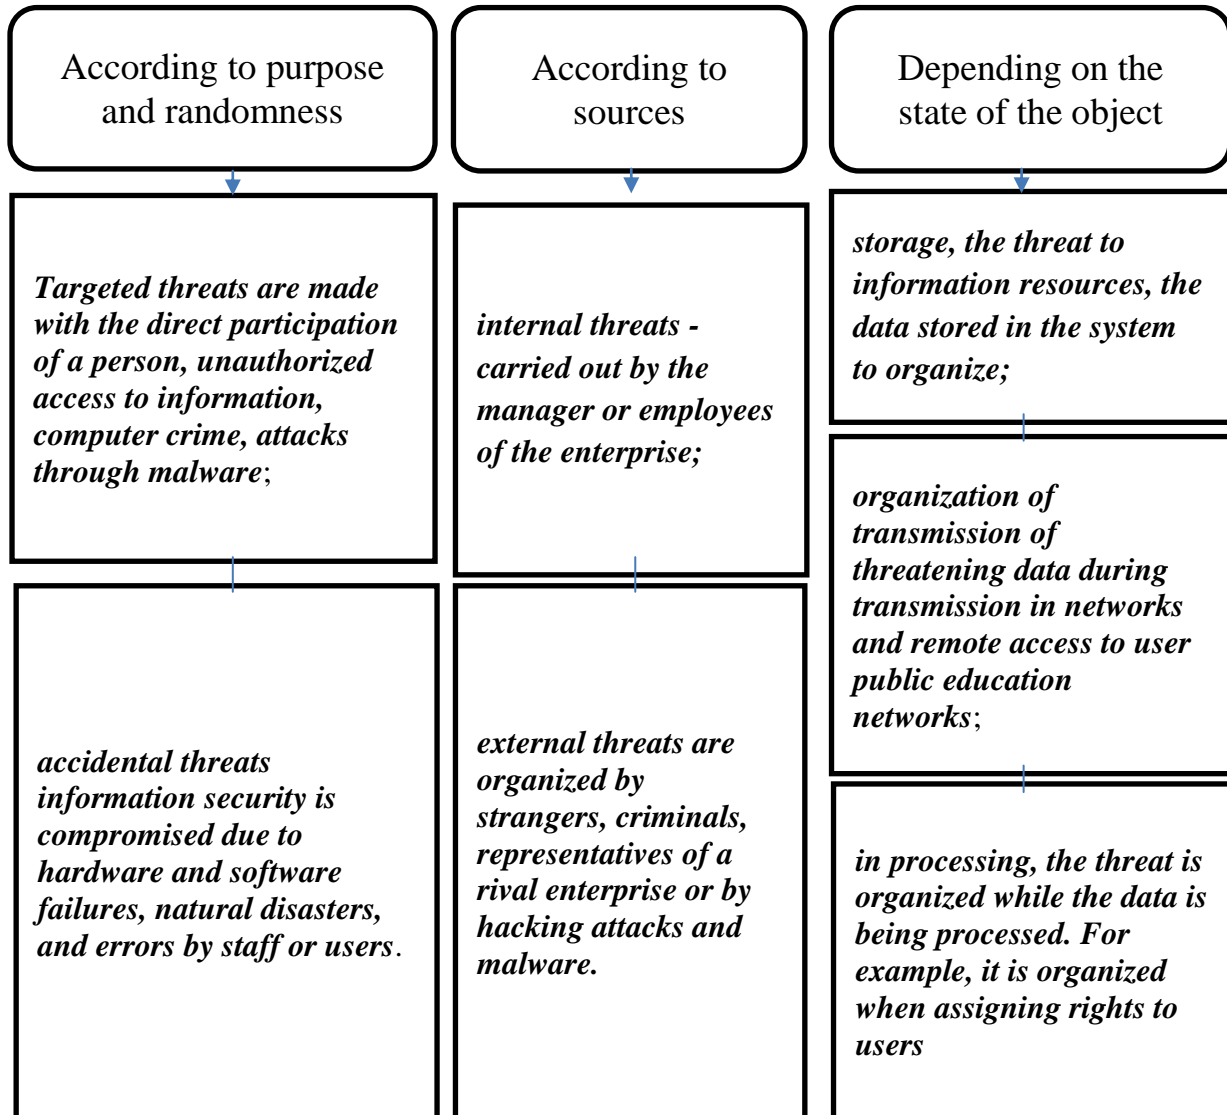 According to purpose
and randomness
Targeted threats are made
with the direct participation
of a person, unauthorized
access to information,
computer crime, attacks
through malware;
accidental threats
information security is
compromised due to
hardware and software
failures, natural disasters,
and errors by staff or users.
According to
sources
internal threats -
carried out by the
manager or employees
of the enterprise;
external threats are
organized by
strangers, criminals,
representatives of a
rival enterprise or by
hacking attacks and
malware.
Depending on the
state of the object
storage, the threat to
information resources, the
data stored in the system
to organize;
organization of
transmission of
threatening data during
transmission in networks
and remote access to user
public education
networks;
in processing, the threat is
organized while the data is
being processed. For
example, it is organized
when assigning rights to
users